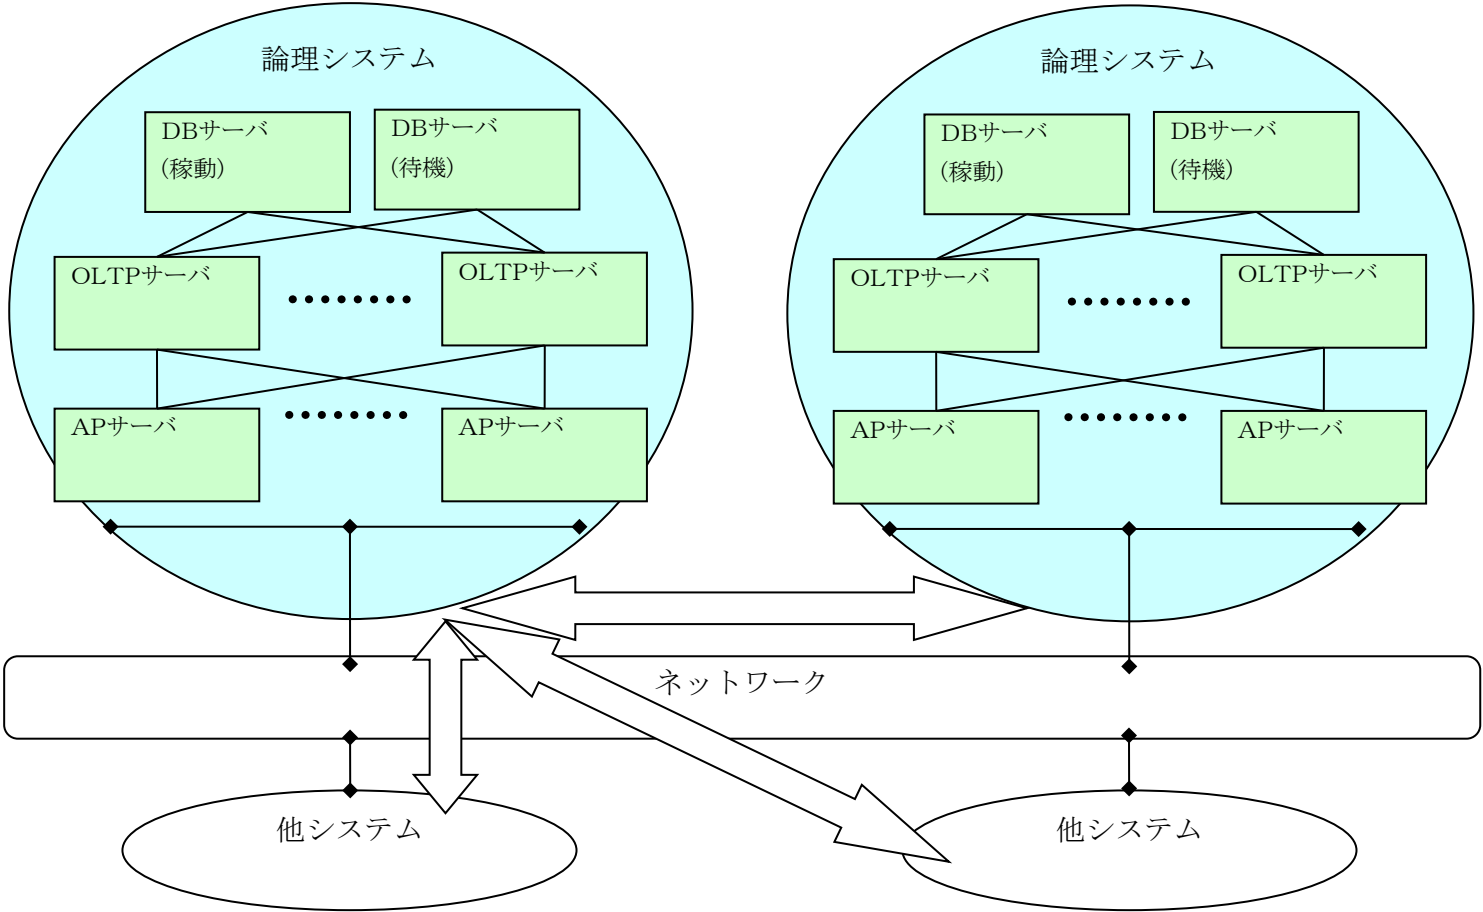 論理システム
DBサーバ
(稼動)
DBサーバ
(待機)
OLTPサーバ
OLTPサーバ
APサーバ
APサーバ
論理システム
DBサーバ
(稼動)
DBサーバ
(待機)
OLTPサーバ
OLTPサーバ
APサーバ
APサーバ
ネットワーク
他システム
他システム